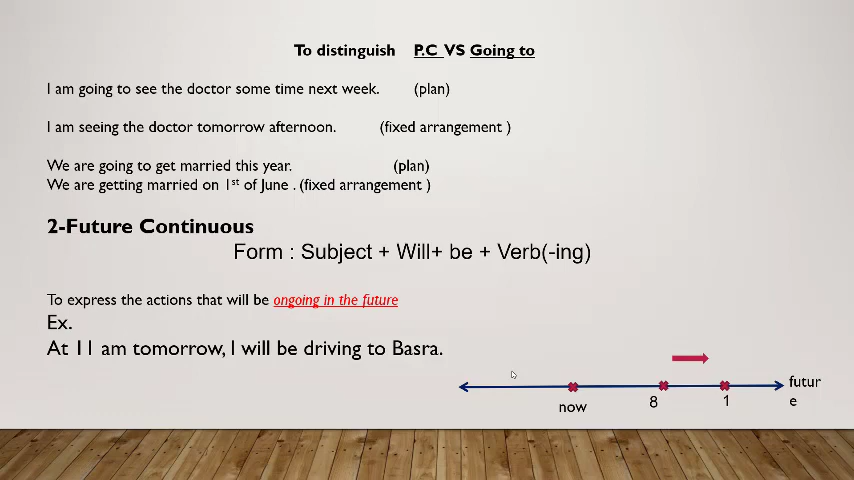 To distinguish P.C VS Going to
I am going to see the doctor some time next week. (plan)
I am seeing the doctor tomorrow afternoon. (fixed arrangement )
We are going to get married this year. (plan)
We are getting married on 1st of June . (fixed arrangement )
2-Future Continuous
Form : Subject + Will+ be + Verb(-ing)
To express the actions that will be ongoing in the future
Ex.
At 11 am tomorrow, I will be driving to Basra.
now 8 1 futur
e